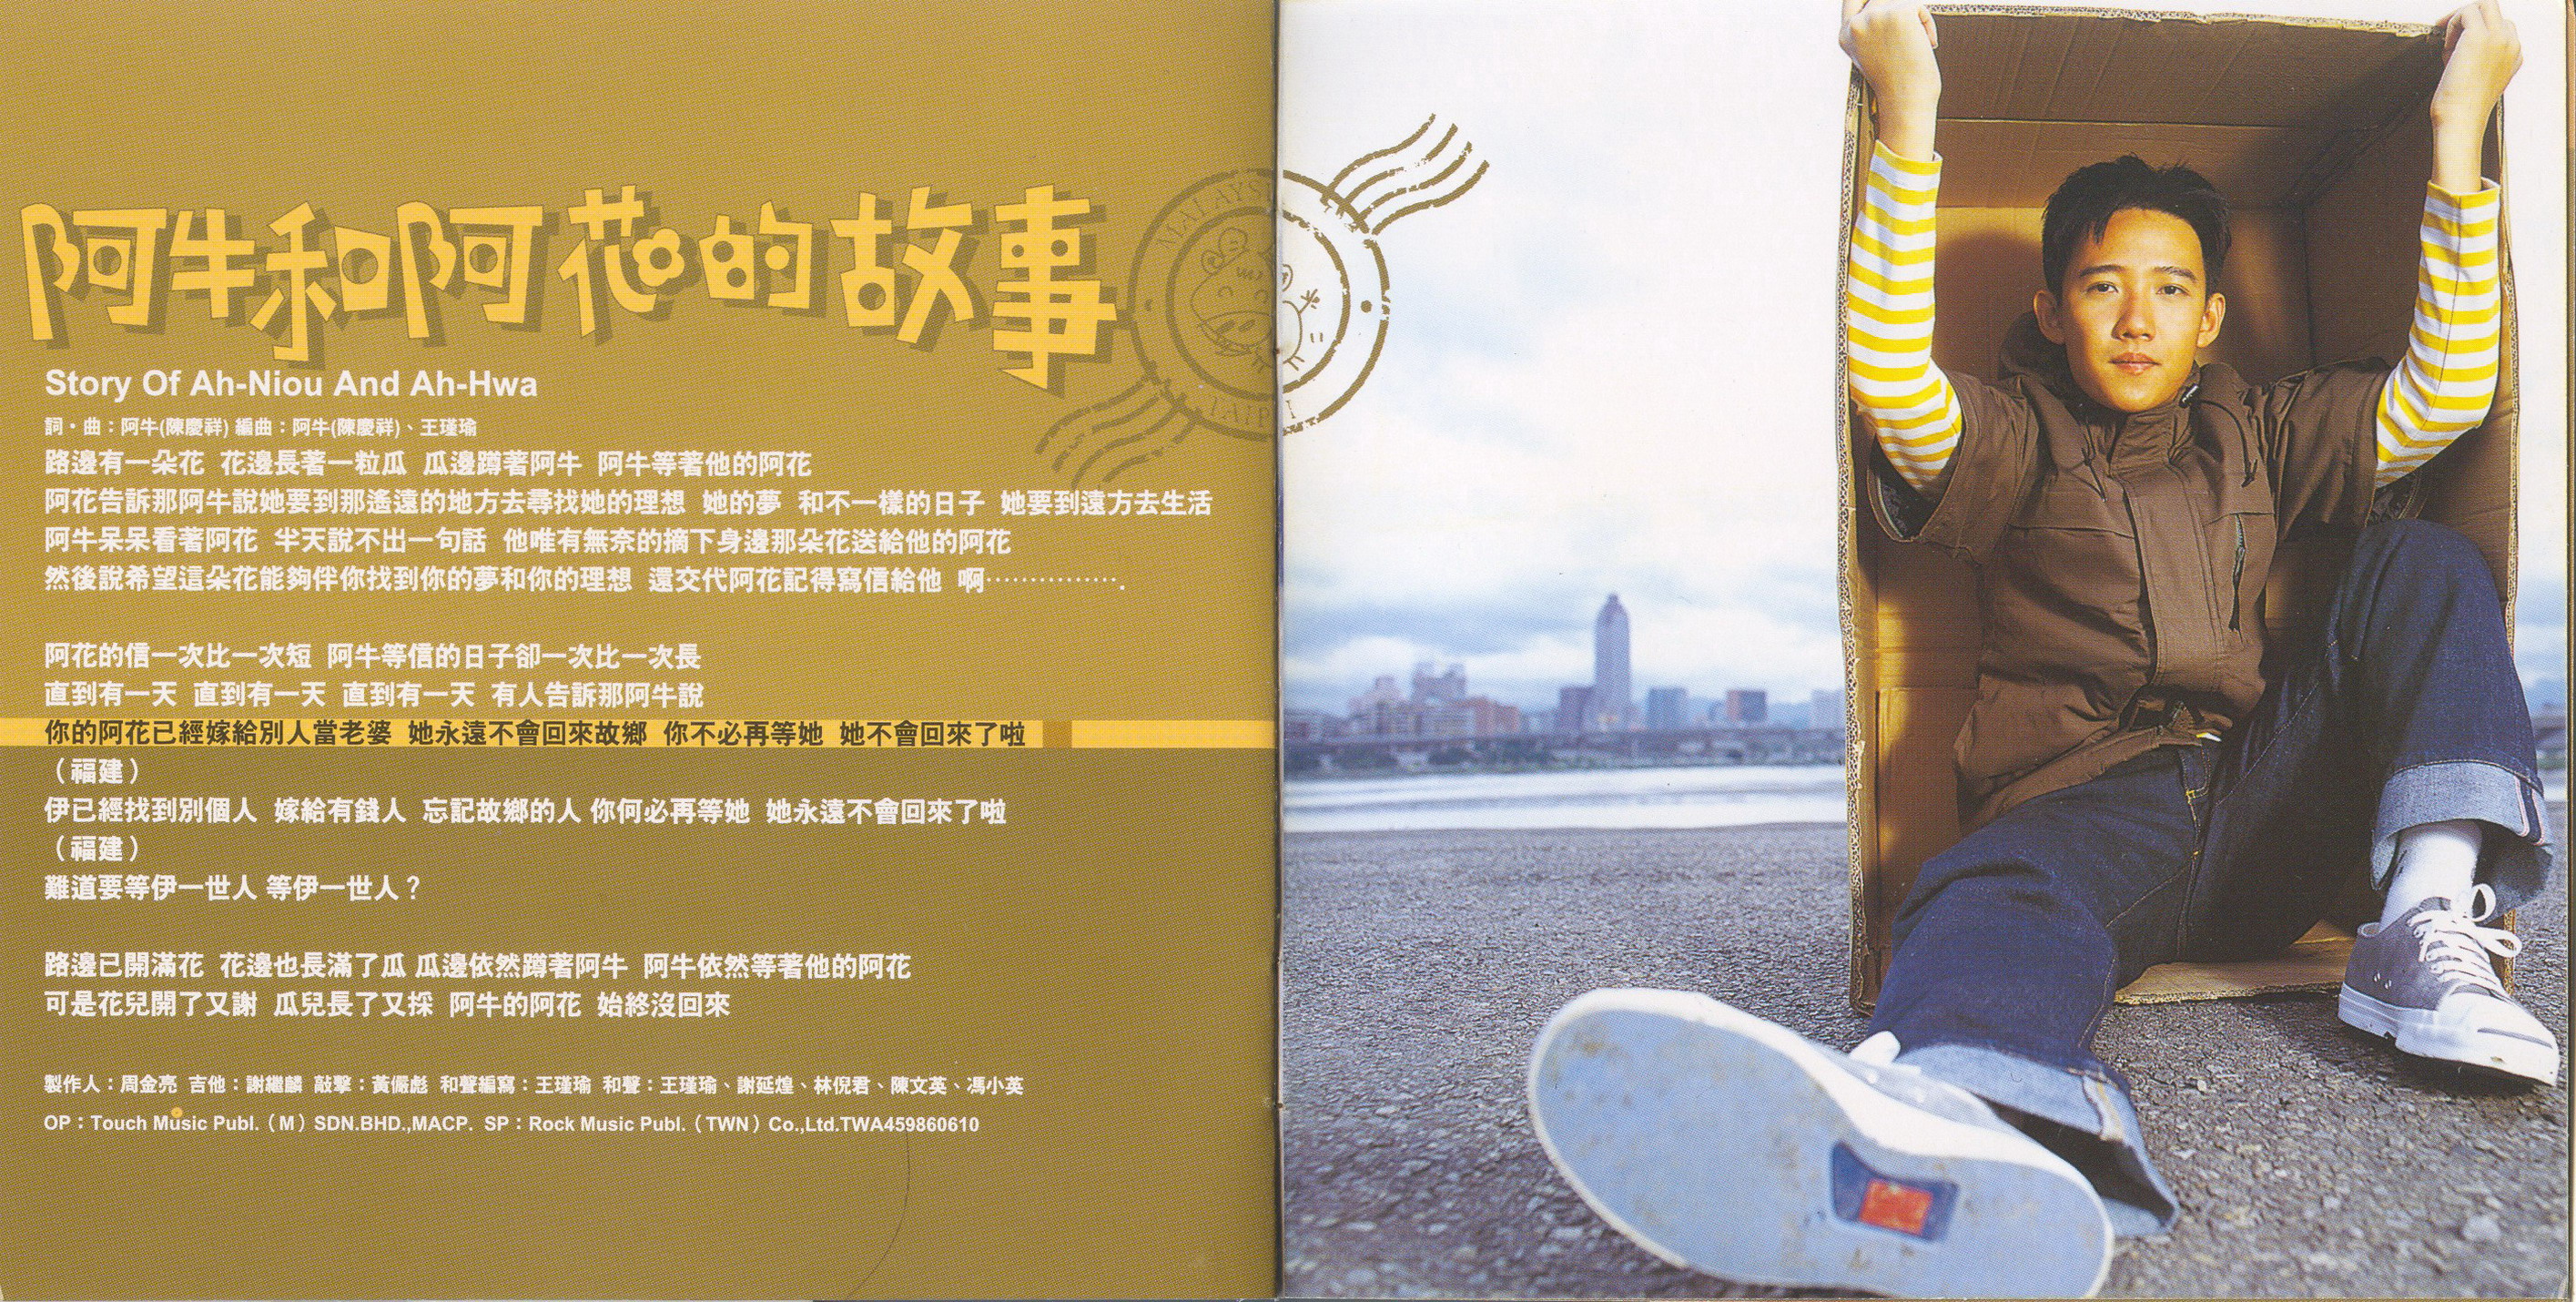 阿牛和阿花的故事
Story Of Ah-Niou And Ah-Hwa
詞・曲：阿牛(陳慶祥) 編曲：阿牛(陳慶祥)、王瑾瑜
路邊有一朵花 花邊長著一粒瓜 瓜邊蹲著阿牛 阿牛等著他的阿花
阿花告訴那阿牛說她要到那遙遠的地方去尋找她的理想 她的夢 和不一樣的日子 她要到遠方去生活
阿牛呆呆看著阿花 半天說不出一句話 他唯有無奈的摘下身邊那朵花送給他的阿花
然後說希望這朵花能夠伴你找到你的夢和你的理想 還交代阿花記得寫信給他 啊…………….
阿花的信一次比一次短 阿牛等信的日子卻一次比一次長
直到有一天 直到有一天 直到有一天 有人告訴那阿牛說
你的阿花已經嫁給別人當老婆 她永遠不會回來故鄉 你不必再等她 她不會回來了啦
（福建）
伊已經找到別個人 嫁給有錢人 忘記故鄉的人 你何必再等她 她永遠不會回來了啦
（福建）
難道要等伊一世人 等伊一世人？
路邊已開滿花 花邊也長滿了瓜 瓜邊依然蹲著阿牛 阿牛依然等著他的阿花
可是花兒開了又謝 瓜兒長了又採 阿牛的阿花 始終沒回來
製作人：周金亮 吉他：謝繼麟 敲擊：黃儷彪 和聲編寫：王瑾瑜 和聲：王瑾瑜、謝延煌、林倪君、陳文英、馮小英
OP：Touch Music Publ.（M）SDN.BHD.,MACP. SP：Rock Music Publ.（TWN）Co.,Ltd.TWA459860610
TAIPEI